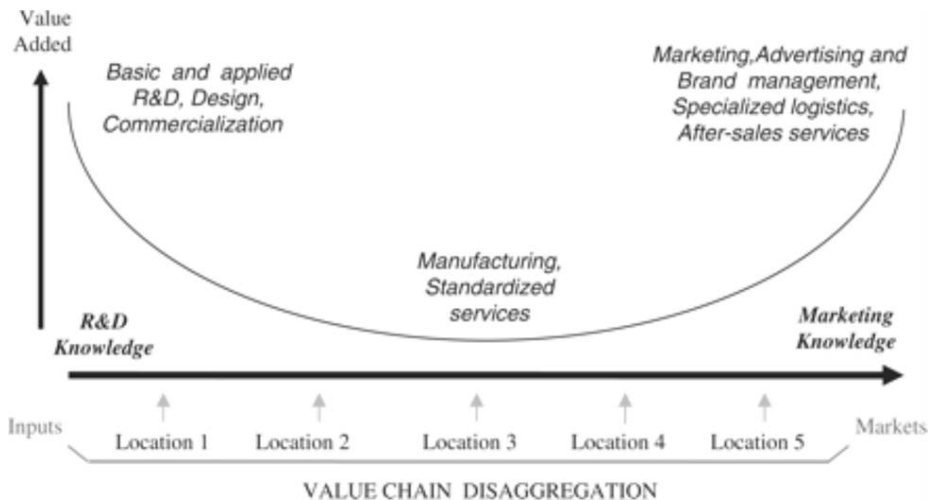 Value
Added
Basic and applied
R&D, Design,
Commercialization
Marketing,Advertising and
Brand management,
Specialized logistics,
After-sales services
Manufacturing,
Standardized
services
R&D
Knowledge
Marketing
Knowledge
Inputs
Location 1
Location 2
Location 3
Location 4
Location 5
Markets
VALUE CHAIN DISAGGREGATION